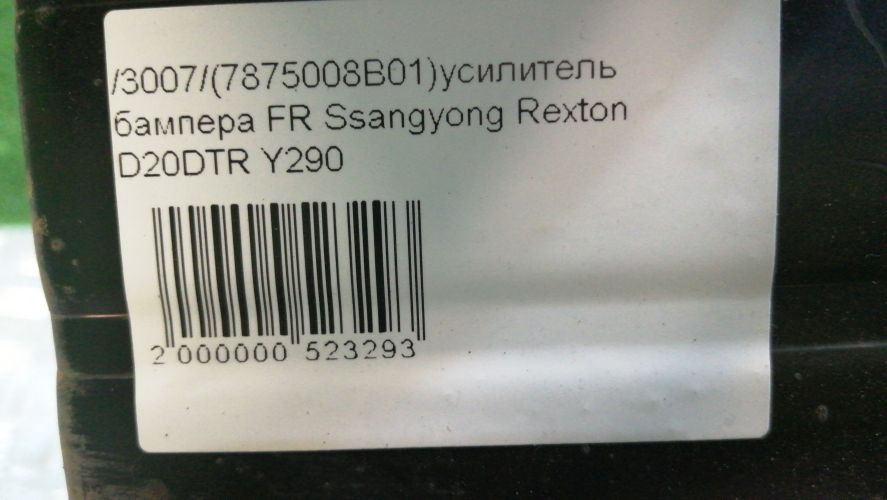 /3007/(7875008B01)усилитель
бампера FR Ssangyong Rexton
D20DTR Y290
2 000000 523293